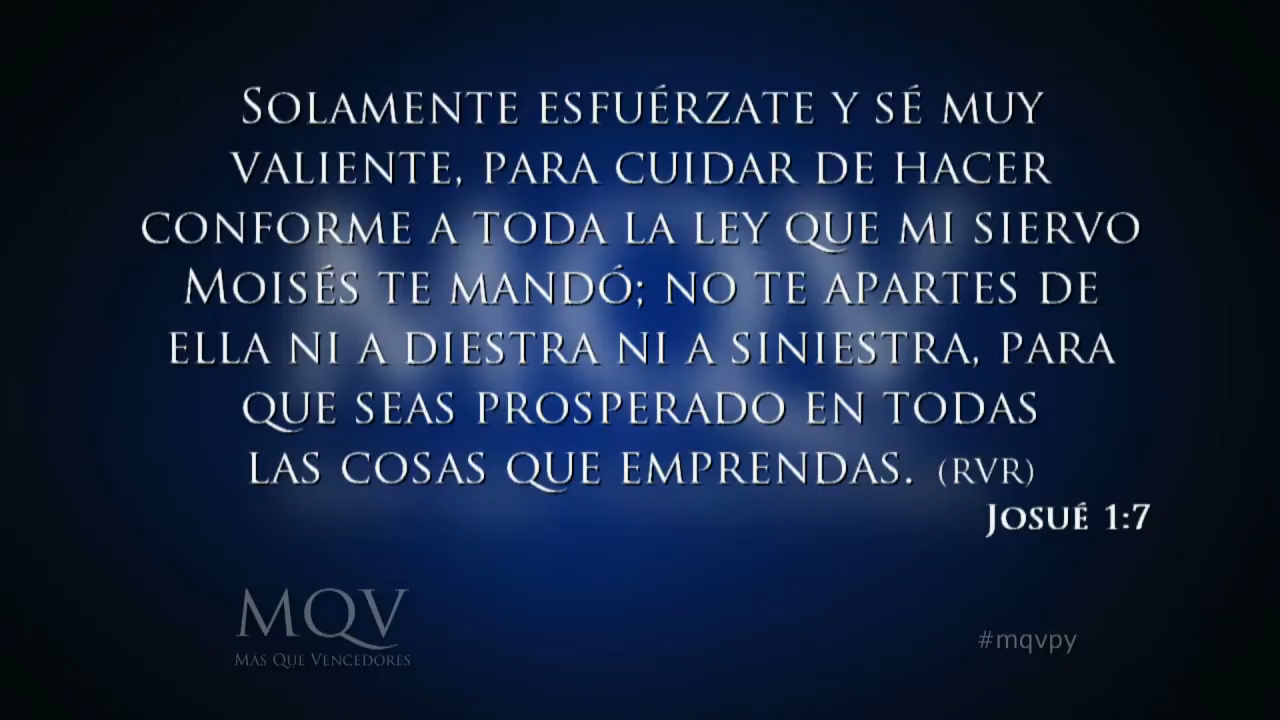 Solamente esfuérzate y sé muy
valiente, para cuidar de hacer
conforme a toda la ley que mi siervo
Moisés te mandó; no te apartes de
ella ni a diestra ni a siniestra, para
que seas prosperado en todas
las cosas que emprendas. (RVR)
Josué 1:7
MQV
Más Que Vencedores
#mqvpy